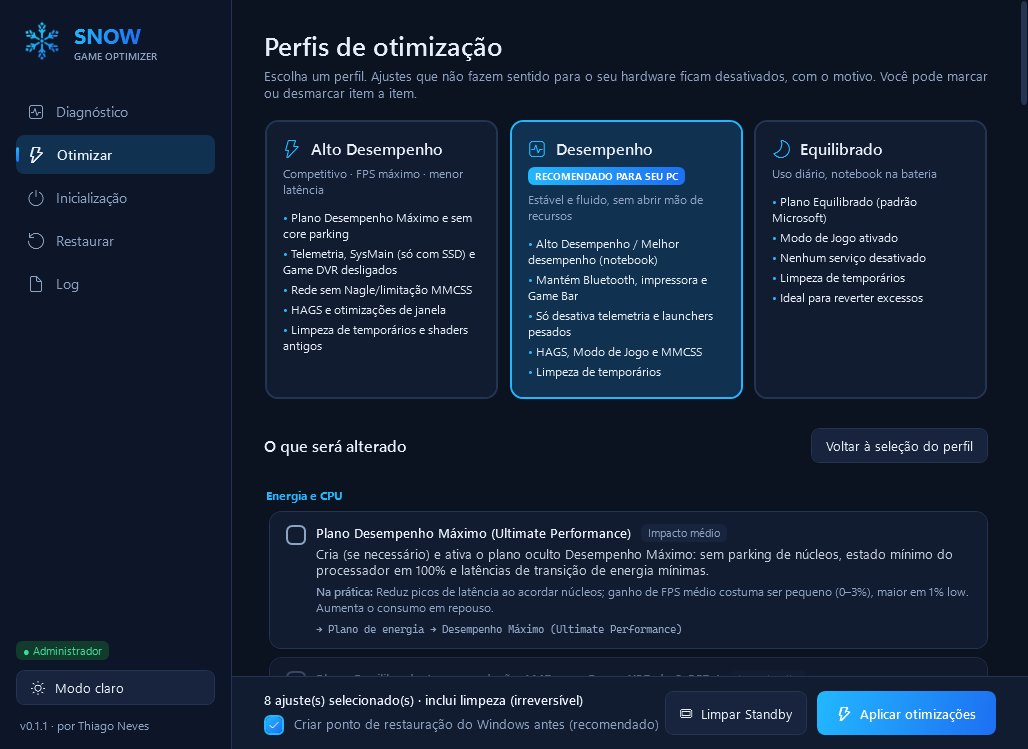 SNOW
GAME OPTIMIZER
Diagnóstico
Otimizar
Inicialização
Restaurar
Log
Administrador
Modo claro
v0.1.1 · por Thiago Neves
Perfis de otimização
Escolha um perfil. Ajustes que não fazem sentido para o seu hardware ficam desativados, com o motivo. Você pode marcar
ou desmarcar item a item.
Alto Desempenho
Competitivo · FPS máximo · menor
latência
• Plano Desempenho Máximo e sem
core parking
• Telemetria, SysMain (só com SSD) e
Game DVR desligados
• Rede sem Nagle/limitação MMCSS
• HAGS e otimizações de janela
• Limpeza de temporários e shaders
antigos
Desempenho
RECOMENDADO PARA SEU PC
Estável e fluido, sem abrir mão de
recursos
• Alto Desempenho / Melhor
desempenho (notebook)
• Mantém Bluetooth, impressora e
Game Bar
• Só desativa telemetria e launchers
pesados
• HAGS, Modo de Jogo e MMCSS
• Limpeza de temporários
Equilibrado
Uso diário, notebook na bateria
• Plano Equilibrado (padrão
Microsoft)
• Modo de Jogo ativado
• Nenhum serviço desativado
• Limpeza de temporários
• Ideal para reverter excessos
O que será alterado
Voltar à seleção do perfil
Energia e CPU
Plano Desempenho Máximo (Ultimate Performance) Impacto médio
Cria (se necessário) e ativa o plano oculto Desempenho Máximo: sem parking de núcleos, estado mínimo do
processador em 100% e latências de transição de energia mínimas.
Na prática: Reduz picos de latência ao acordar núcleos; ganho de FPS médio costuma ser pequeno (0–3%), maior em 1% low.
Aumenta o consumo em repouso.
→ Plano de energia → Desempenho Máximo (Ultimate Performance)
8 ajuste(s) selecionado(s) · inclui limpeza (irreversível)
Criar ponto de restauração do Windows antes (recomendado)
Limpar Standby
Aplicar otimizações